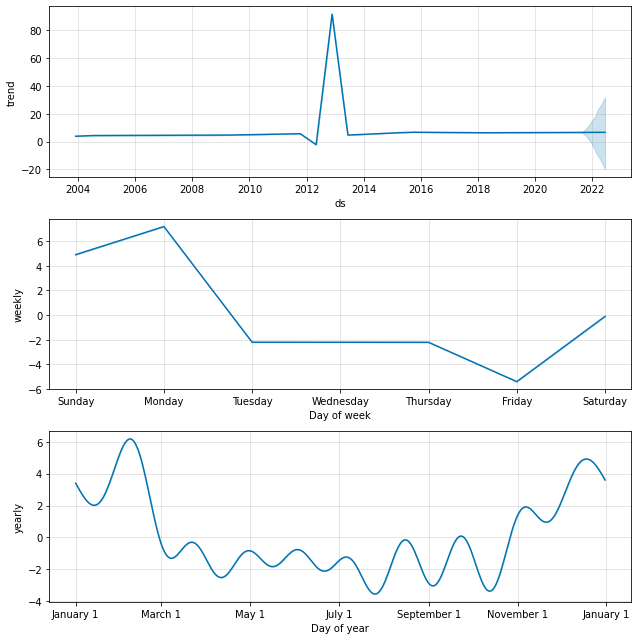 80
60
40
20
0
−20
trend
2004 2006 2008 2010 2012 2014 2016 2018 2020 2022
ds
6
4
2
0
−2
−4
−6
weekly
Sunday Monday Tuesday Wednesday Thursday Friday Saturday
Day of week
6
4
2
0
−2
−4
yearly
January 1 March 1 May 1 July 1 September 1 November 1 January 1
Day of year